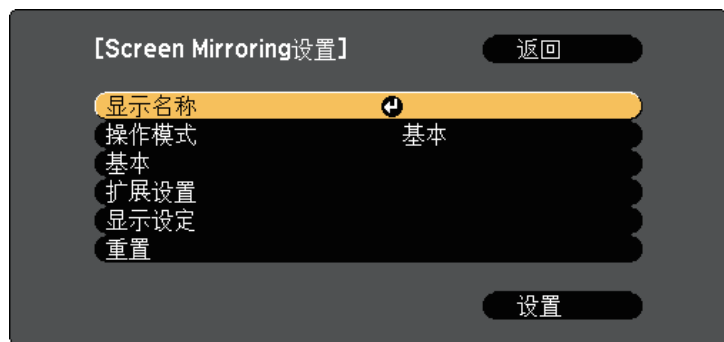 [Screen Mirroring设置] 返回
显示名称
操作模式 基本
基本
扩展设置
显示设定
重置
设置